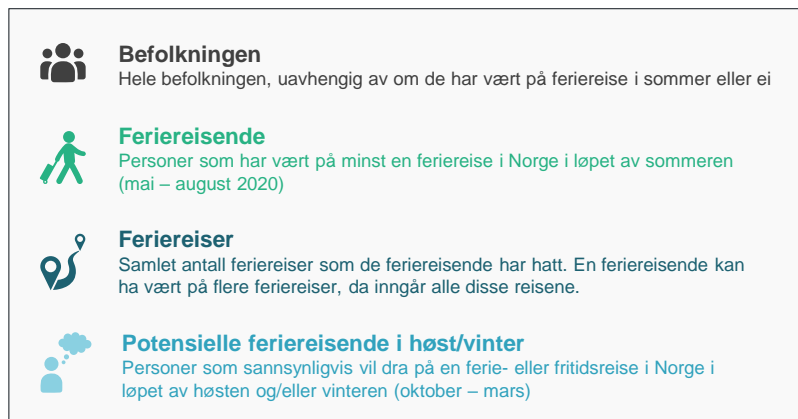 Befolkningen
Hele befolkningen, uavhengig av om de har vært på feriereise i sommer eller ei
Feriereisende
Personer som har vært på minst en feriereise i Norge i løpet av sommeren
(mai – august 2020)
Feriereiser
Samlet antall feriereiser som de feriereisende har hatt. En feriereisende kan
ha vært på flere feriereiser, da inngår alle disse reisene.
Potensielle feriereisende i høst/vinter
Personer som sannsynligvis vil dra på en ferie- eller fritidsreise i Norge i
løpet av høsten og/eller vinteren (oktober – mars)